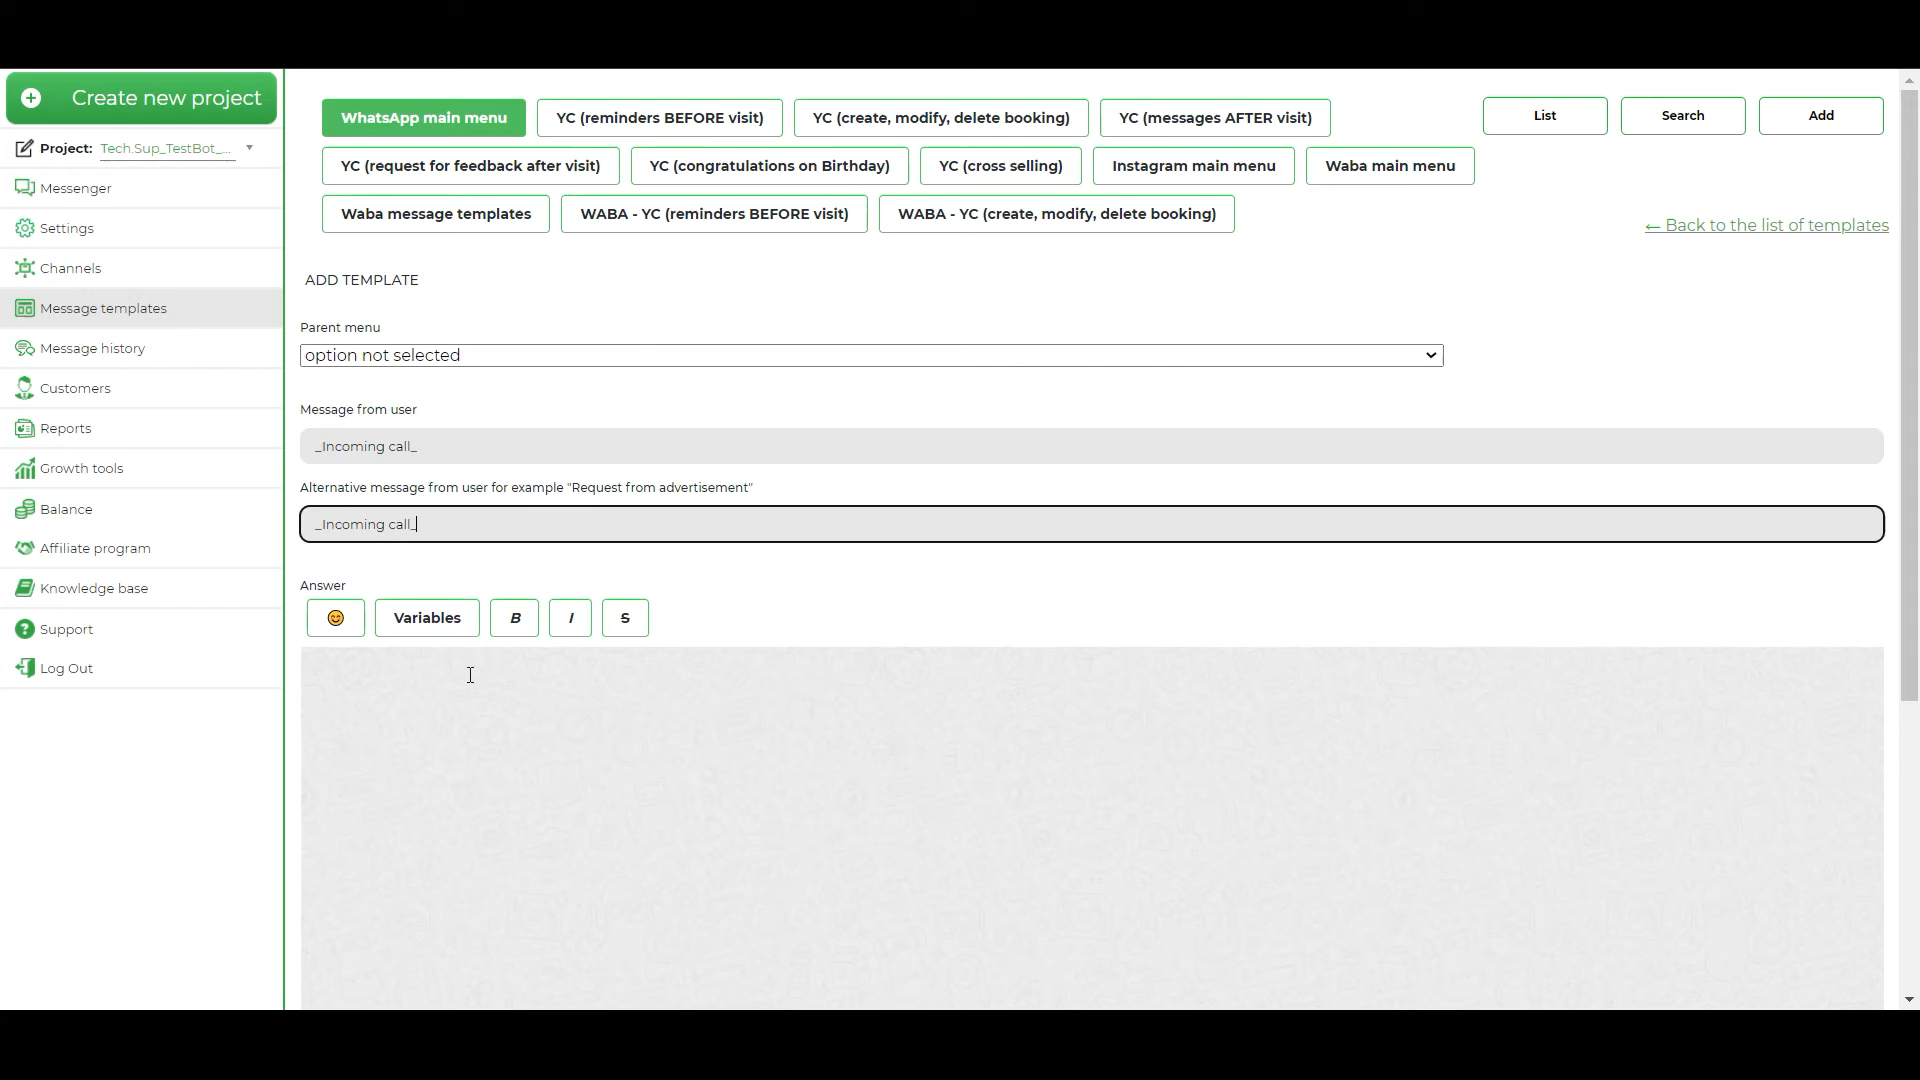 Create new project
Project: Tech.Sup_TestBot_...
Messenger
Settings
Channels
Message templates
Message history
Customers
Reports
Growth tools
Balance
Affiliate program
Knowledge base
Support
Log Out
WhatsApp main menu
YC (reminders BEFORE visit)
YC (create, modify, delete booking)
YC (messages AFTER visit)
List
Search
Add
YC (request for feedback after visit)
YC (congratulations on Birthday)
YC (cross selling)
Instagram main menu
Waba main menu
Waba message templates
WABA - YC (reminders BEFORE visit)
WABA - YC (create, modify, delete booking)
← Back to the list of templates
ADD TEMPLATE
Parent menu
option not selected
Message from user
_Incoming call_
Alternative message from user for example "Request from advertisement"
_Incoming call_
Answer
Variables
B
I
S